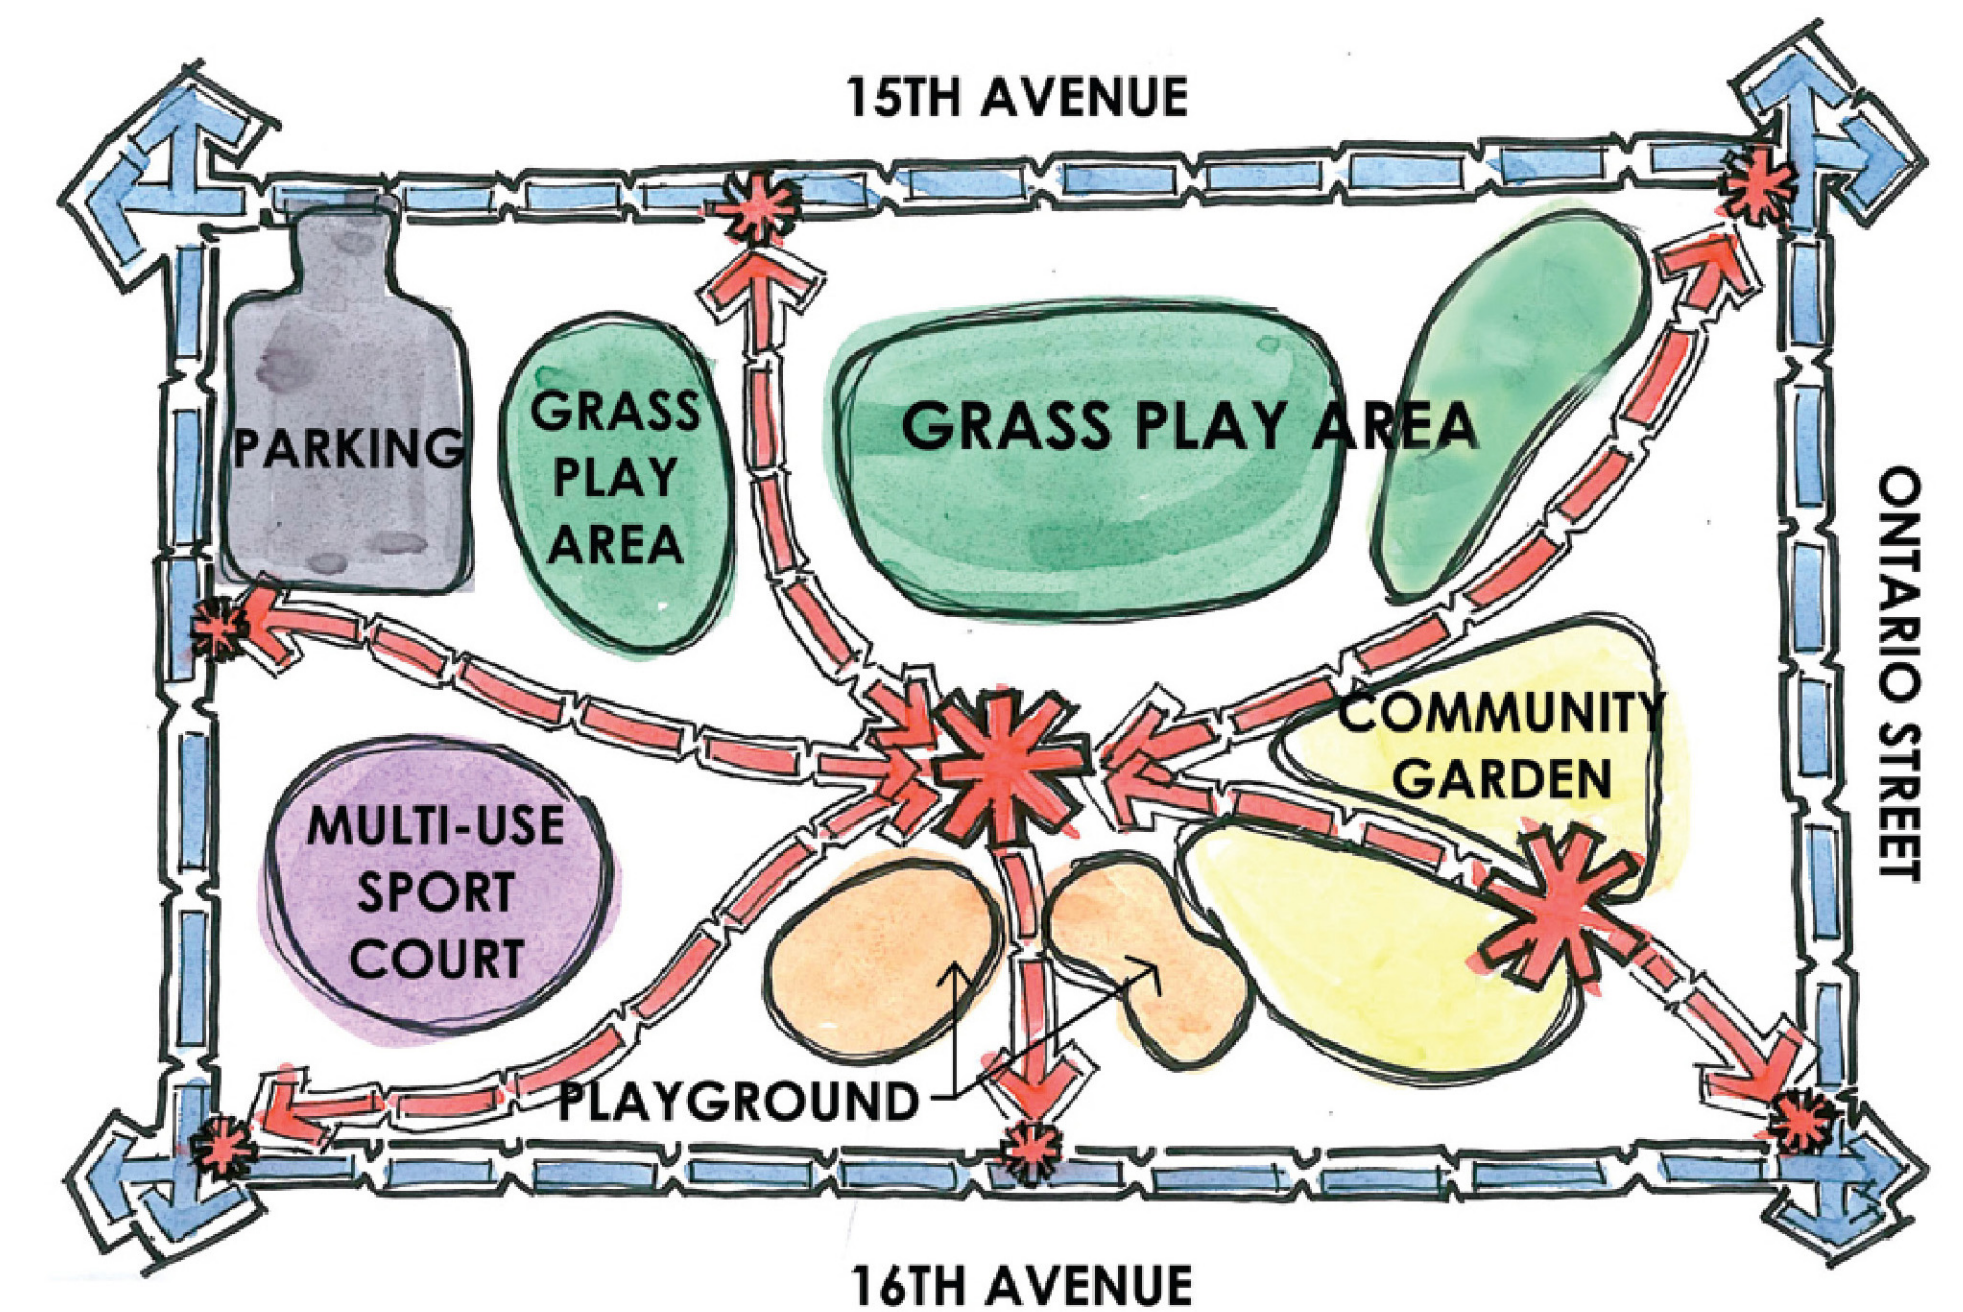 15TH AVENUE
PARKING
GRASS
PLAY
AREA
GRASS PLAY AREA
ONTARIO STREET
COMMUNITY
GARDEN
MULTI-USE
SPORT
COURT
PLAYGROUND
16TH AVENUE